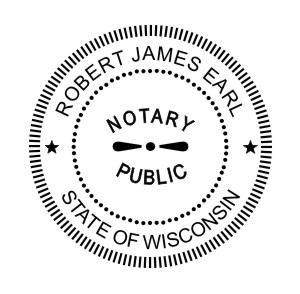 ROBERT JAMES EARL
NOTARY
PUBLIC
STATE OF WISCONSIN